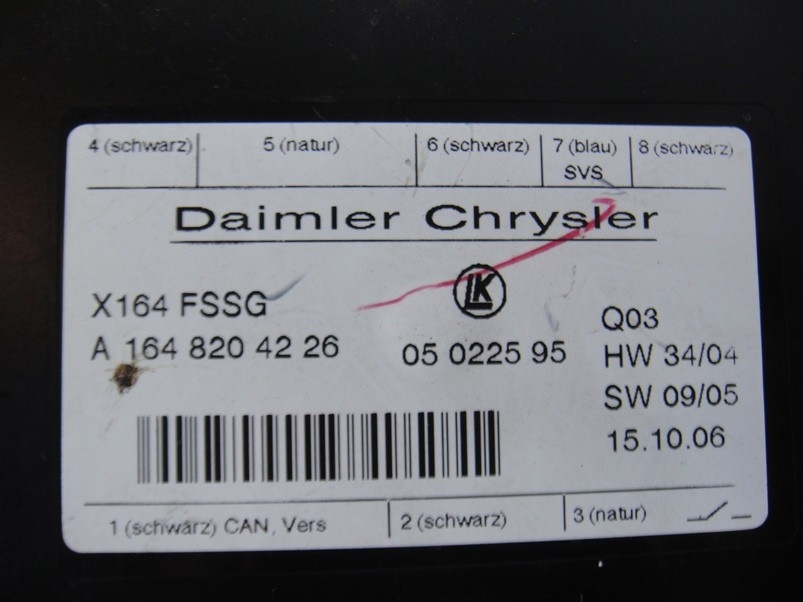 4 (schwarz) 5 (natur) 6 (schwarz) 7 (blau) 8 (schwarz)
SVS
Daimler Chrysler
LK
X164 FSSG
Q03
A 164 820 42 26 05 0225 95 HW 34/04
SW 09/05
15.10.06
1 (schwarz) CAN, Vers 2 (schwarz) 3 (natur)